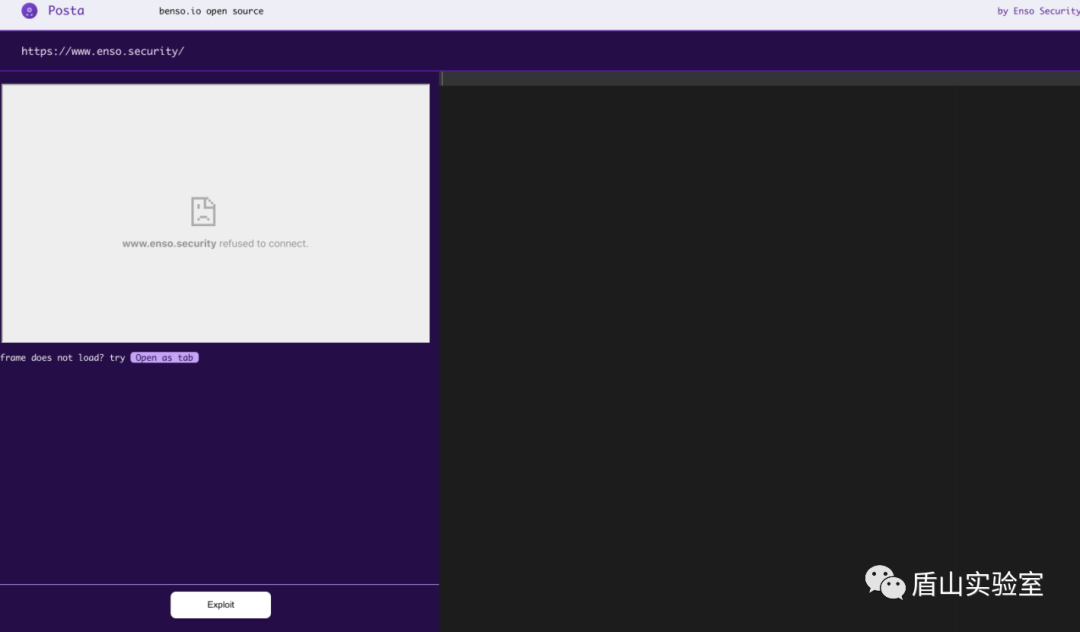 Posta
benso.io open source
by Enso Security
https://www.enso.security/
www.enso.security refused to connect.
frame does not load? try Open as tab
Exploit
盾山实验室